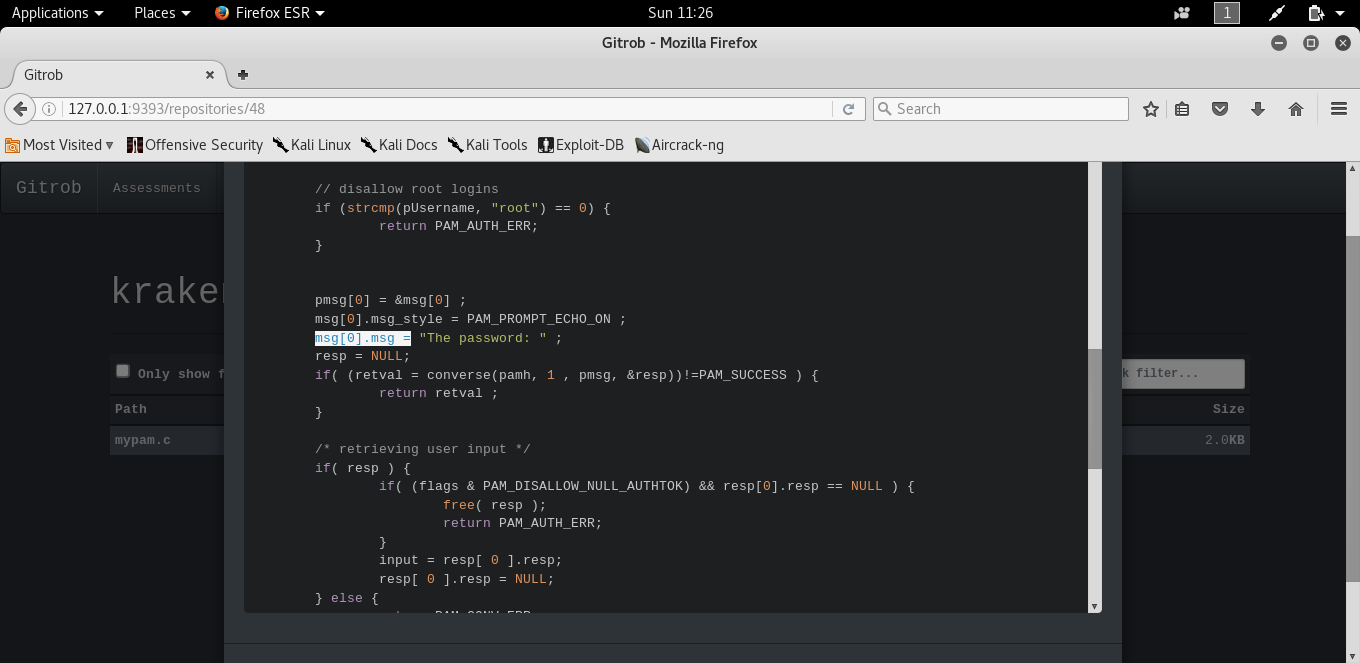 Applications Places Firefox ESR Sun 11:26 1
Gitrob - Mozilla Firefox
Gitrob
127.0.0.1:9393/repositories/48 Search
Most Visited Offensive Security Kali Linux Kali Docs Kali Tools Exploit-DB Aircrack-ng
Gitrob Assessments
// disallow root logins
if (strcmp(pUsername, "root") == 0) {
return PAM_AUTH_ERR;
}
pmsg[0] = &msg[0] ;
msg[0].msg_style = PAM_PROMPT_ECHO_ON ;
msg[0].msg = "The password: " ;
resp = NULL;
if( (retval = converse(pamh, 1 , pmsg, &resp))!=PAM_SUCCESS ) {
return retval ;
}
/* retrieving user input */
if( resp ) {
if( (flags & PAM_DISALLOW_NULL_AUTHTOK) && resp[0].resp == NULL ) {
free( resp );
return PAM_AUTH_ERR;
}
input = resp[ 0 ].resp;
resp[ 0 ].resp = NULL;
} else {
kraken
Only show f
k filter...
Path Size
mypam.c 2.0KB